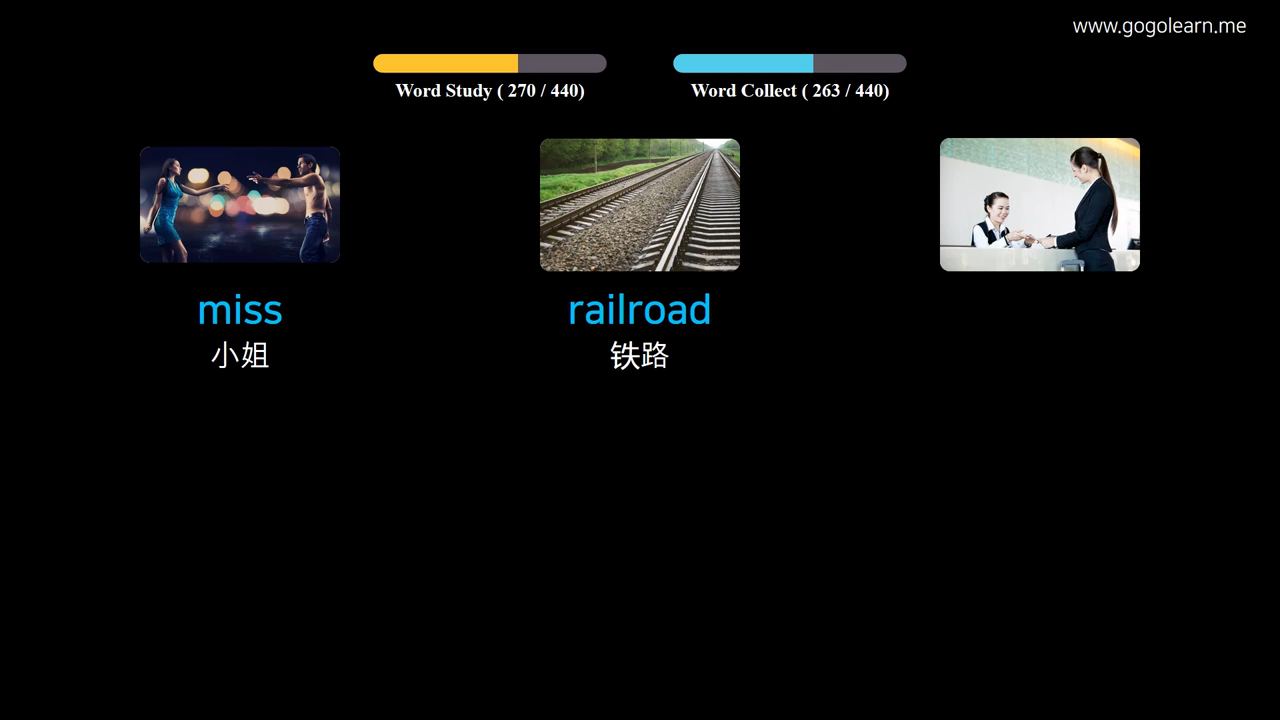 www.gogolearn.me
Word Study ( 270 / 440)
Word Collect ( 263 / 440)
miss
小姐
railroad
铁路